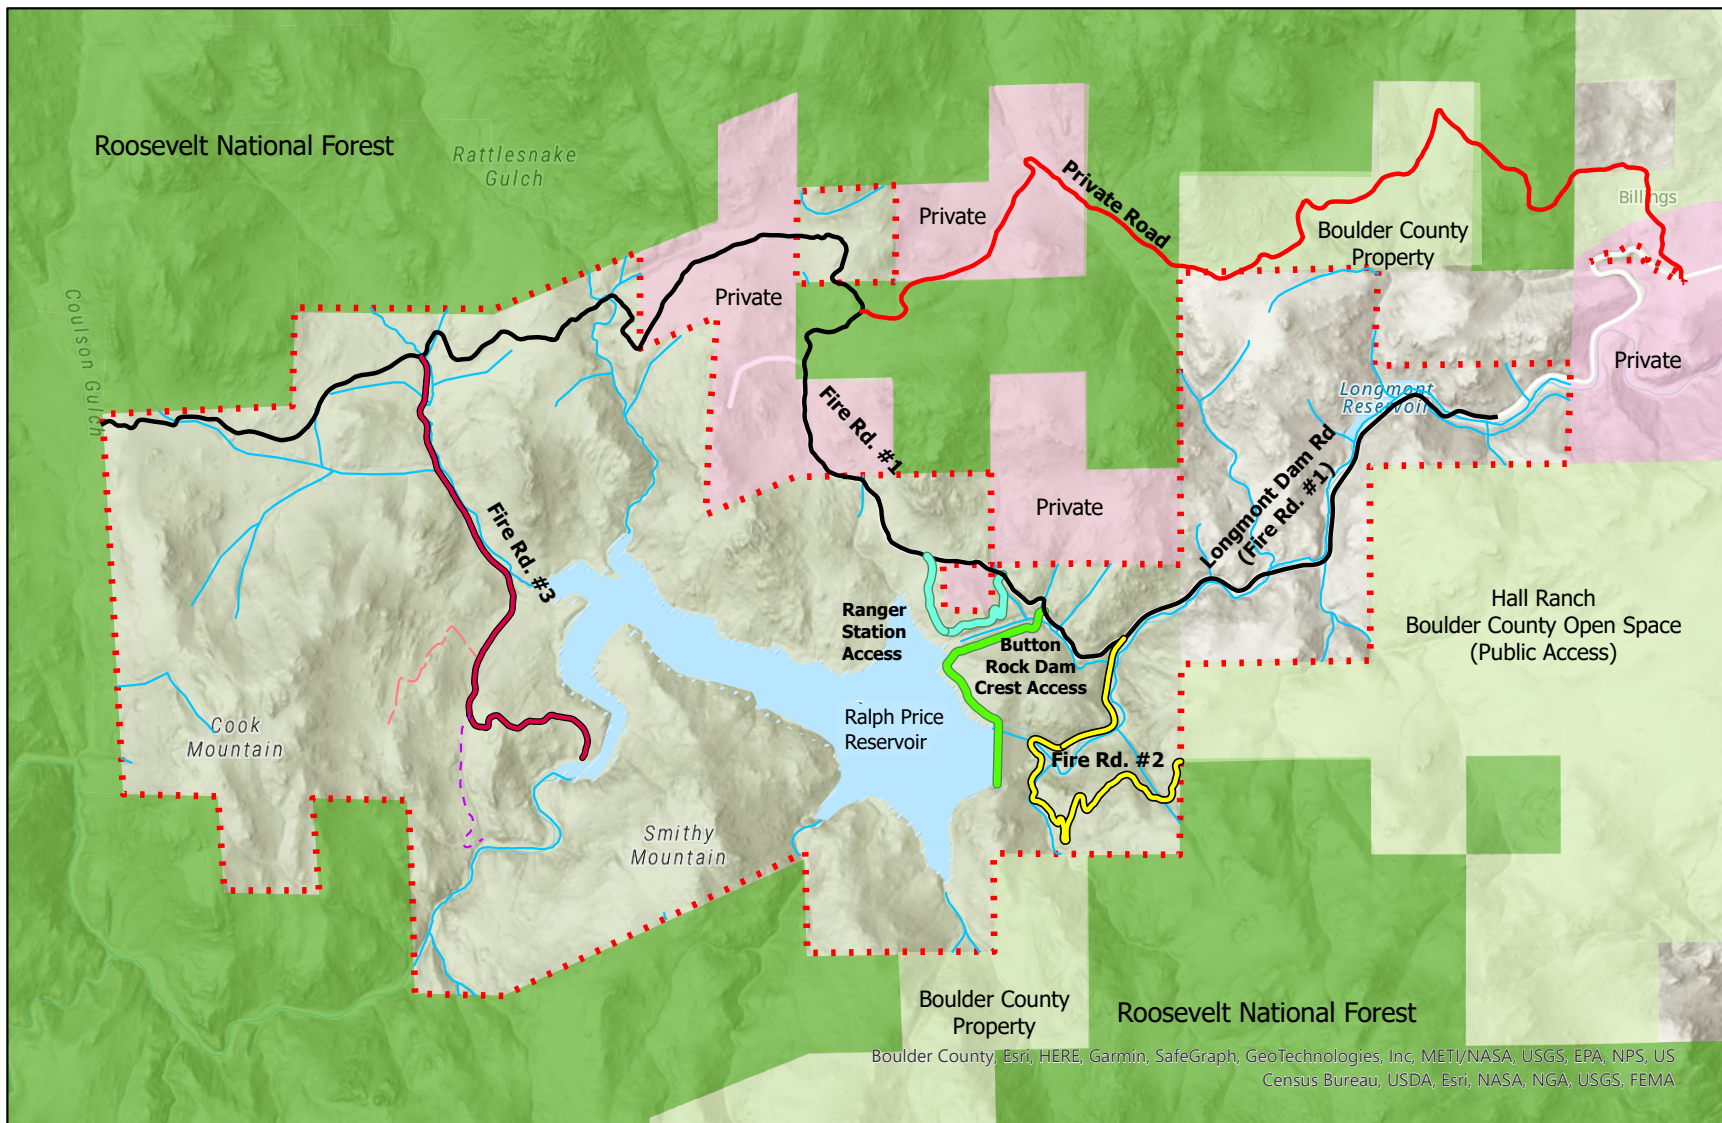 Roosevelt National Forest
Rattlesnake
Gulch
Private
Private Road
Billings
Boulder County
Property
Private
Coulson Gulch
Private
Longmont
Reservoir
Fire Rd. #1
Longmont Dam Rd
(Fire Rd. #1)
Private
Fire Rd. #3
Ranger
Station
Access
Button
Rock Dam
Crest Access
Hall Ranch
Boulder County Open Space
(Public Access)
Cook
Mountain
Ralph Price
Reservoir
Fire Rd. #2
Smithy
Mountain
Boulder County
Property
Roosevelt National Forest
Boulder County, Esri, HERE, Garmin, SafeGraph, GeoTechnologies, Inc, METI/NASA, USGS, EPA, NPS, US
Census Bureau, USDA, Esri, NASA, NGA, USGS, FEMA